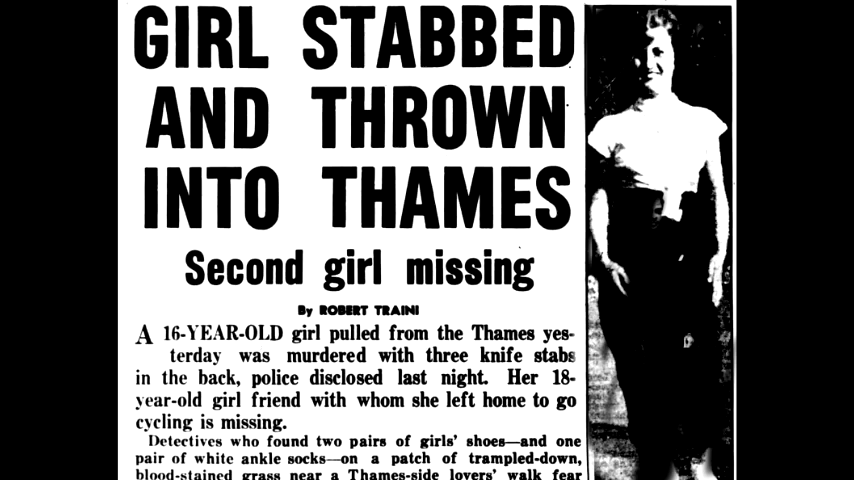 GIRL STABBED
AND THROWN
INTO THAMES
Second girl missing
By ROBERT TRAINI
A 16-YEAR-OLD girl pulled from the Thames yes-
terday was murdered with three knife stabs
in the back, police disclosed last night. Her 18-
year-old girl friend with whom she left home to go
cycling is missing.
Detectives who found two pairs of girls' shoes—and one
pair of white ankle socks—on a patch of trampled-down,
blood-stained grass near a Thames-side lovers' walk fear